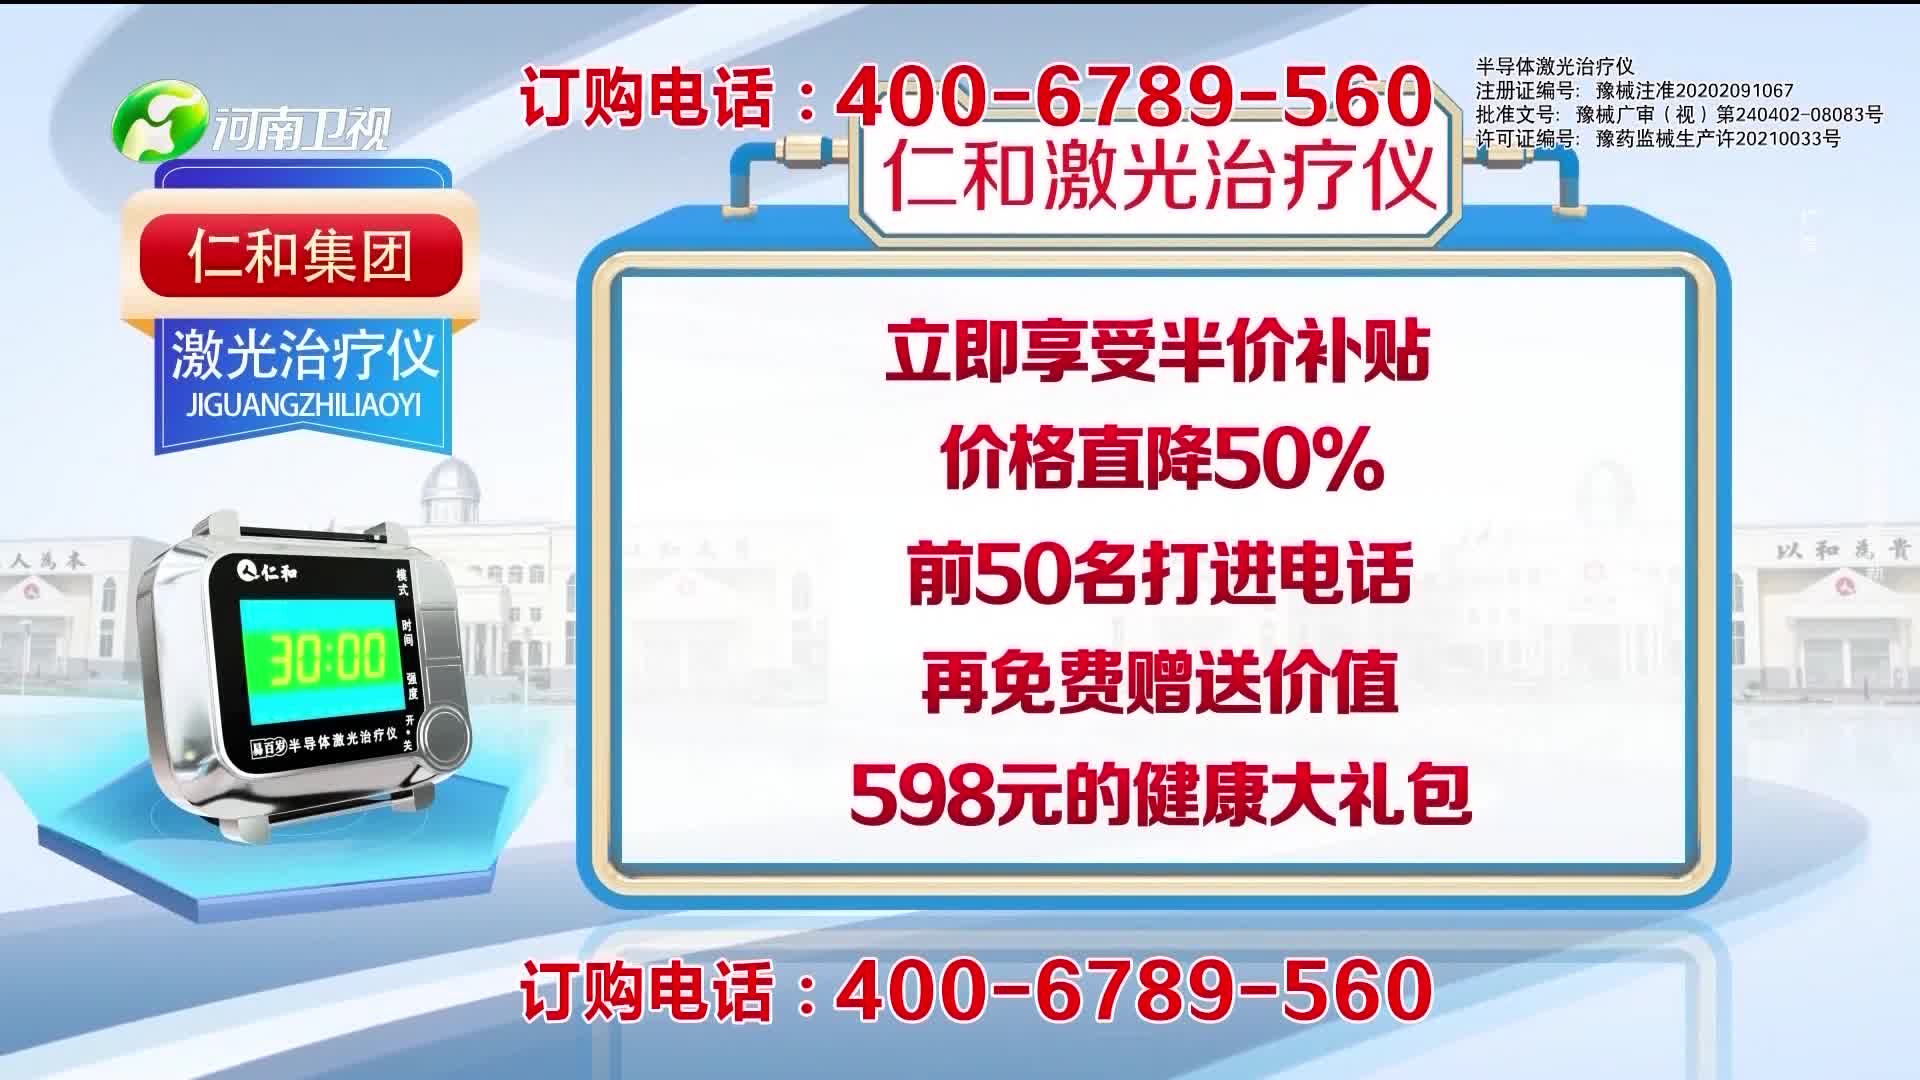 订购电话：400-6789-560
半导体激光治疗仪
注册证编号：豫械注准20202091067
批准文号：豫械广审（视）第240402-08083号
许可证编号：豫药监械生产许20210033号
河南卫视
仁和激光治疗仪
仁和集团
激光治疗仪
JIGUANGZHILIAOYI
立即享受半价补贴
价格直降50%
前50名打进电话
再免费赠送价值
598元的健康大礼包
人為本
以和為貴
仁和
模式
时间
强度
开·关
30:00
易百岁半导体激光治疗仪
订购电话：400-6789-560